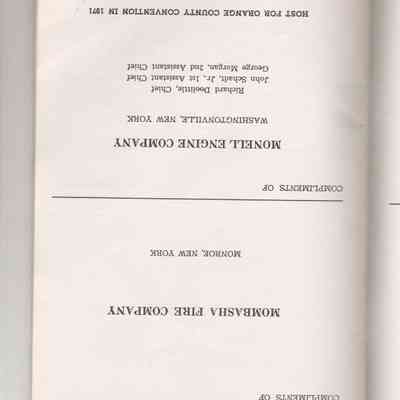 COMPLIMENTS OF
MOMBASHA FIRE COMPANY
MONROE, NEW YORK
COMPLIMENTS OF
MONELL ENGINE COMPANY
WASHINGTONVILLE, NEW YORK
Richard Doolittle, Chief
John Schadt, Jr., 1st Assistant Chief
George Morgan, 2nd Assistant Chief
HOST FOR ORANGE COUNTY CONVENTION IN 1971